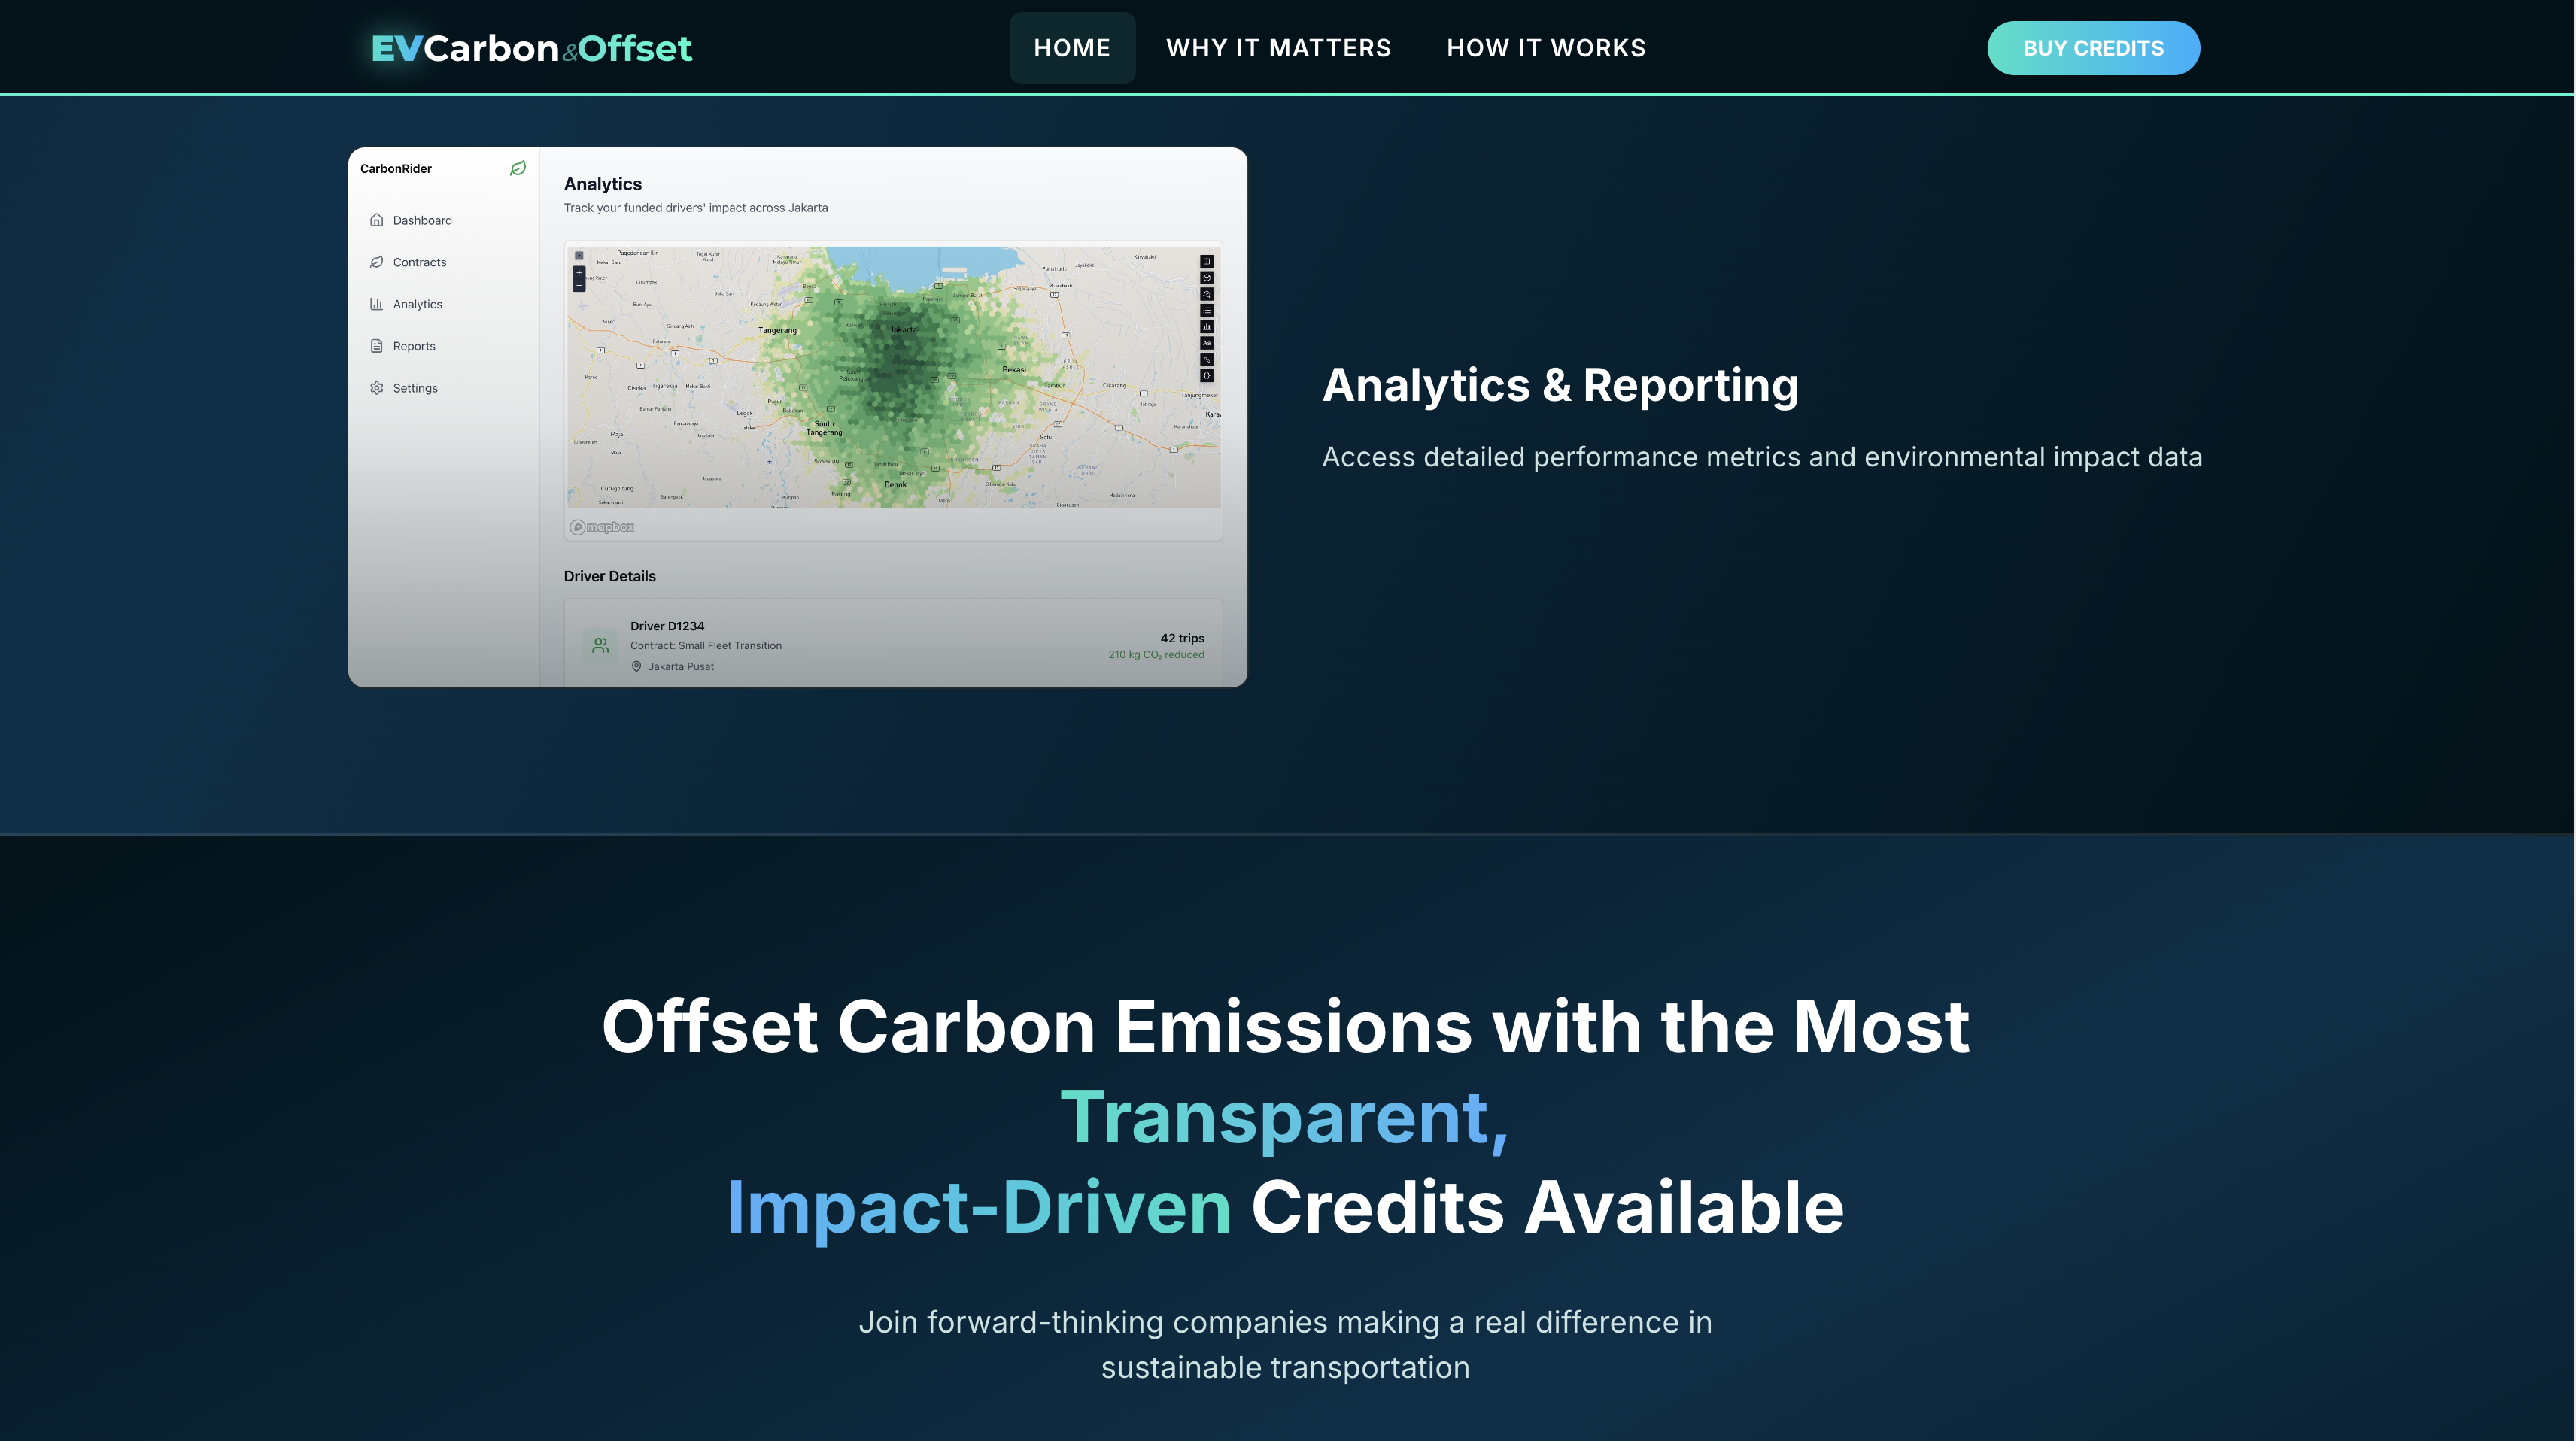 EVCarbon&Offset
HOME
WHY IT MATTERS
HOW IT WORKS
BUY CREDITS
CarbonRider
Dashboard
Contracts
Analytics
Reports
Settings
Analytics
Track your funded drivers' impact across Jakarta
Tangerang
Jakarta
Bekasi
Cikarang
South
Tangerang
Depok
mapbox
Driver Details
Driver D1234
Contract: Small Fleet Transition
Jakarta Pusat
42 trips
210 kg CO₂ reduced
Analytics & Reporting
Access detailed performance metrics and environmental impact data
Offset Carbon Emissions with the Most
Transparent,
Impact-Driven Credits Available
Join forward-thinking companies making a real difference in
sustainable transportation